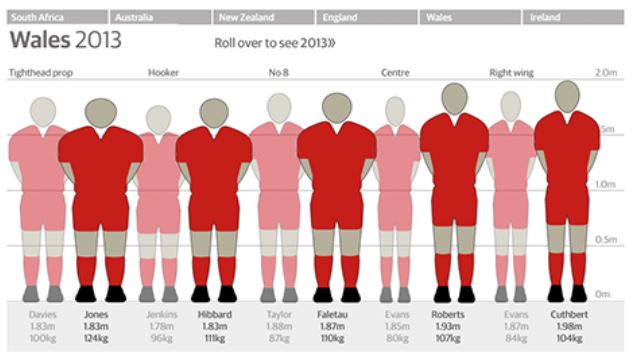 South Africa Australia New Zealand England Wales Ireland
Wales 2013 Roll over to see 2013»
Tighthead prop Hooker No 8 Centre Right wing 2.0m
5m
1.0m
0.5m
0m
Davies Jones Jenkins Hibbard Taylor Faletau Evans Roberts Evans Cuthbert
1.83m 1.83m 1.78m 1.83m 1.88m 1.87m 1.85m 1.93m 1.87m 1.98m
100kg 124kg 96kg 111kg 87kg 110kg 80kg 107kg 84kg 104kg